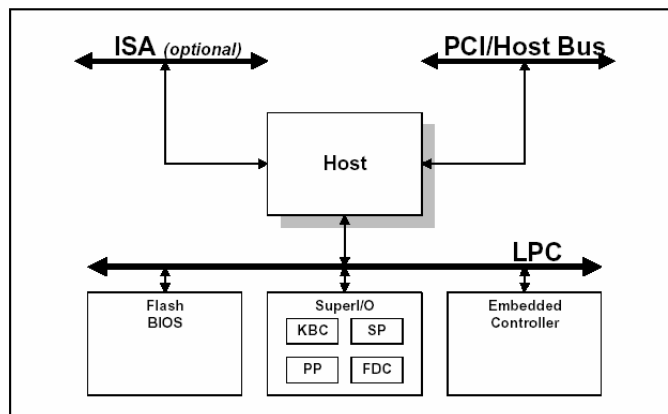 ISA (optional)
PCI/Host Bus
Host
LPC
Flash
BIOS
SuperI/O
KBC
SP
PP
FDC
Embedded
Controller